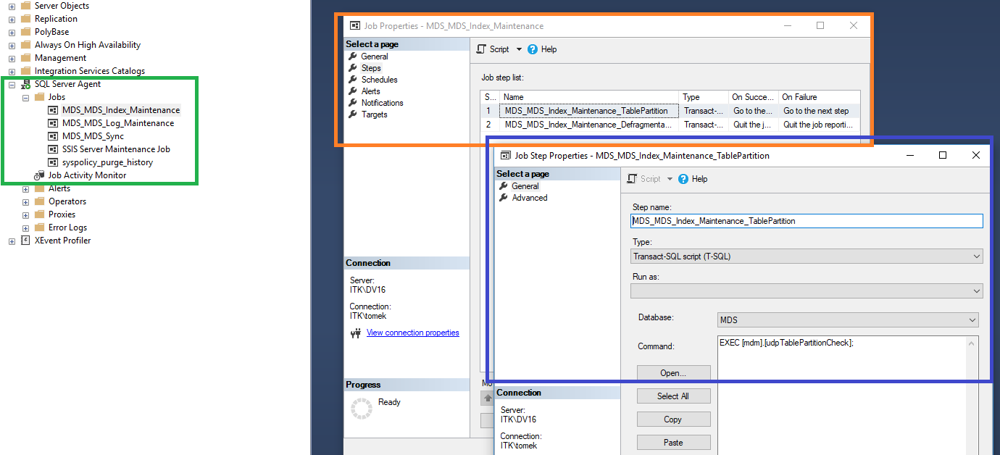 Server Objects
Replication
PolyBase
Always On High Availability
Management
Integration Services Catalogs
SQL Server Agent
Jobs
MDS_MDS_Index_Maintenance
MDS_MDS_Log_Maintenance
MDS_MDS_Sync
SSIS Server Maintenance Job
syspolicy_purge_history
Job Activity Monitor
Alerts
Operators
Proxies
Error Logs
XEvent Profiler
Job Properties - MDS_MDS_Index_Maintenance
Select a page
General
Steps
Schedules
Alerts
Notifications
Targets
Script
Help
Job step list:
S... Name Type On Succe... On Failure
1 MDS_MDS_Index_Maintenance_TablePartition Transact-... Go to the... Go to the next step
2 MDS_MDS_Index_Maintenance_Defragmenta... Transact-... Quit the j... Quit the job reporti...
Connection
Server:
ITK\DV16
Connection:
ITK\tomek
View connection properties
Progress
Ready
Job Step Properties - MDS_MDS_Index_Maintenance_TablePartition
Select a page
General
Advanced
Script
Help
Step name:
MDS_MDS_Index_Maintenance_TablePartition
Type:
Transact-SQL script (T-SQL)
Run as:
Database:
MDS
Command:
EXEC [mdm].[udpTablePartitionCheck];
Open...
Select All
Copy
Paste
Connection
Server:
ITK\DV16
Connection:
ITK\tomek